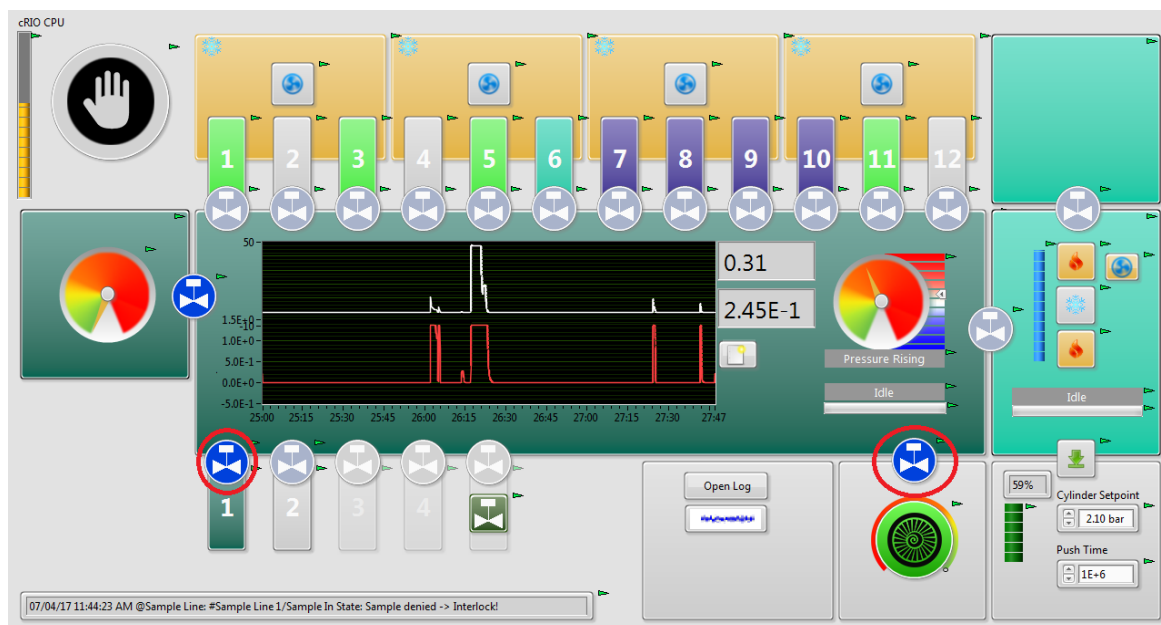 cRIO CPU
1 2 3 4 5 6 7 8 9 10 11 12
50
-10
1.5E+0
1.0E+0
5.0E-1
0.0E+0
-5.0E-1
25:00 25:15 25:30 25:45 26:00 26:15 26:30 26:45 27:00 27:15 27:30 27:47
0.31
2.45E-1
Pressure Rising
Idle
Idle
1 2 3 4
Open Log
59%
Cylinder Setpoint
2.10 bar
Push Time
1E+6
07/04/17 11:44:23 AM @Sample Line: #Sample Line 1/Sample In State: Sample denied -> Interlock!